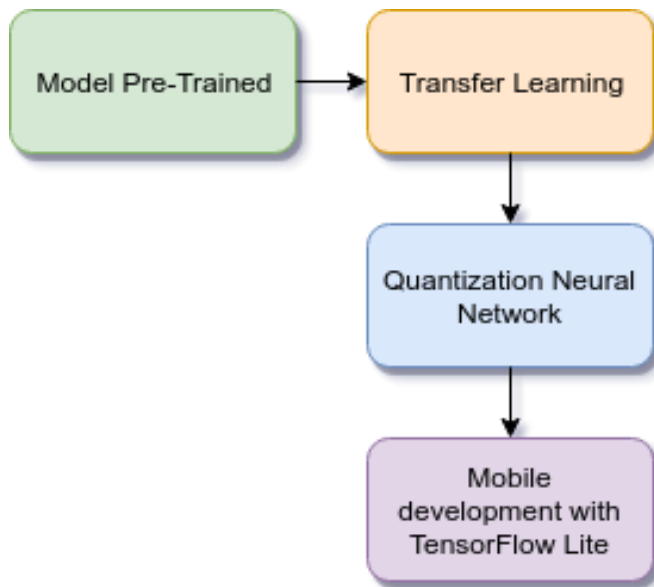 Model Pre-Trained
Transfer Learning
Quantization Neural
Network
Mobile
development with
TensorFlow Lite